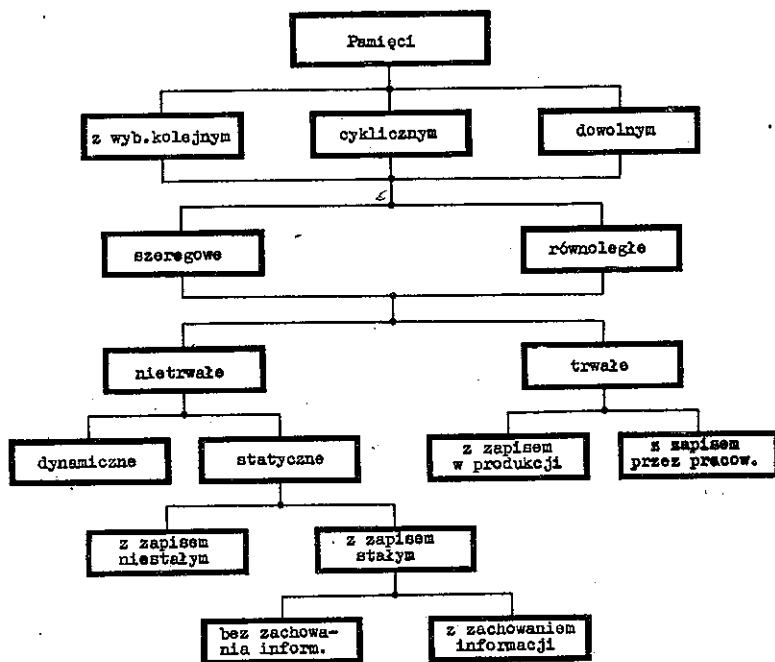 Pamięci
z wyb.kolejnym
cyklicznym
dowolnym
szeregowe
równoległe
nietrwałe
trwałe
dynamiczne
statyczne
z zapisem
w produkcji
z zapisem
przez pracow.
z zapisem
niestałym
z zapisem
stałym
bez zachowa-
nia inform.
z zachowaniem
informacji